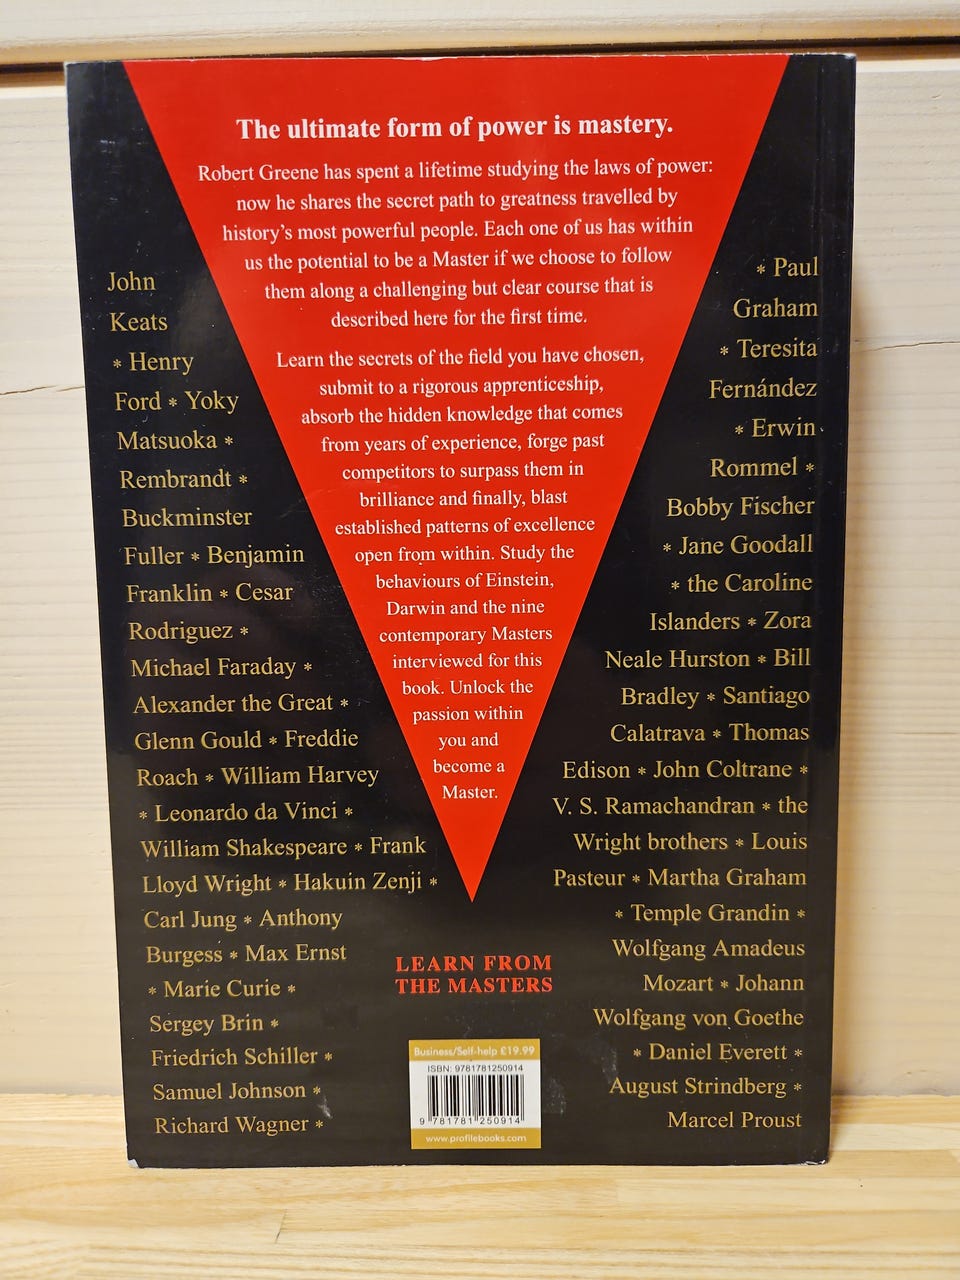 The ultimate form of power is mastery.
Robert Greene has spent a lifetime studying the laws of power:
now he shares the secret path to greatness travelled by
history's most powerful people. Each one of us has within
us the potential to be a Master if we choose to follow
them along a challenging but clear course that is
described here for the first time.
Learn the secrets of the field you have chosen,
submit to a rigorous apprenticeship,
absorb the hidden knowledge that comes
from years of experience, forge past
competitors to surpass them in
brilliance and finally, blast
established patterns of excellence
open from within. Study the
behaviours of Einstein,
Darwin and the nine
contemporary Masters
interviewed for this
book. Unlock the
passion within
you and
become a
Master.
John
Keats
* Henry
Ford * Yoky
Matsuoka *
Rembrandt *
Buckminster
Fuller * Benjamin
Franklin * Cesar
Rodriguez *
Michael Faraday *
Alexander the Great *
Glenn Gould * Freddie
Roach * William Harvey
* Leonardo da Vinci *
William Shakespeare * Frank
Lloyd Wright * Hakuin Zenji *
Carl Jung * Anthony
Burgess * Max Ernst
* Marie Curie *
Sergey Brin *
Friedrich Schiller *
Samuel Johnson *
Richard Wagner *
* Paul
Graham
* Teresita
Fernández
* Erwin
Rommel *
Bobby Fischer
* Jane Goodall
* the Caroline
Islanders * Zora
Neale Hurston * Bill
Bradley * Santiago
Calatrava * Thomas
Edison * John Coltrane *
V. S. Ramachandran * the
Wright brothers * Louis
Pasteur * Martha Graham
* Temple Grandin *
Wolfgang Amadeus
Mozart * Johann
Wolfgang von Goethe
* Daniel Everett *
August Strindberg *
Marcel Proust
LEARN FROM
THE MASTERS
Business/Self-help £19.99
ISBN: 9781781250914
9 781781 250914
www.profilebooks.com